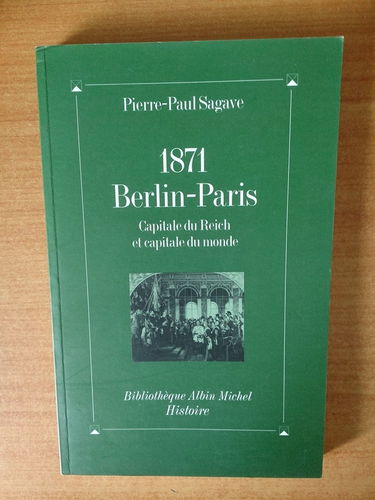 Pierre-Paul Sagave
1871
Berlin-Paris
Capitale du Reich
et capitale du monde
Bibliothèque Albin Michel
Histoire